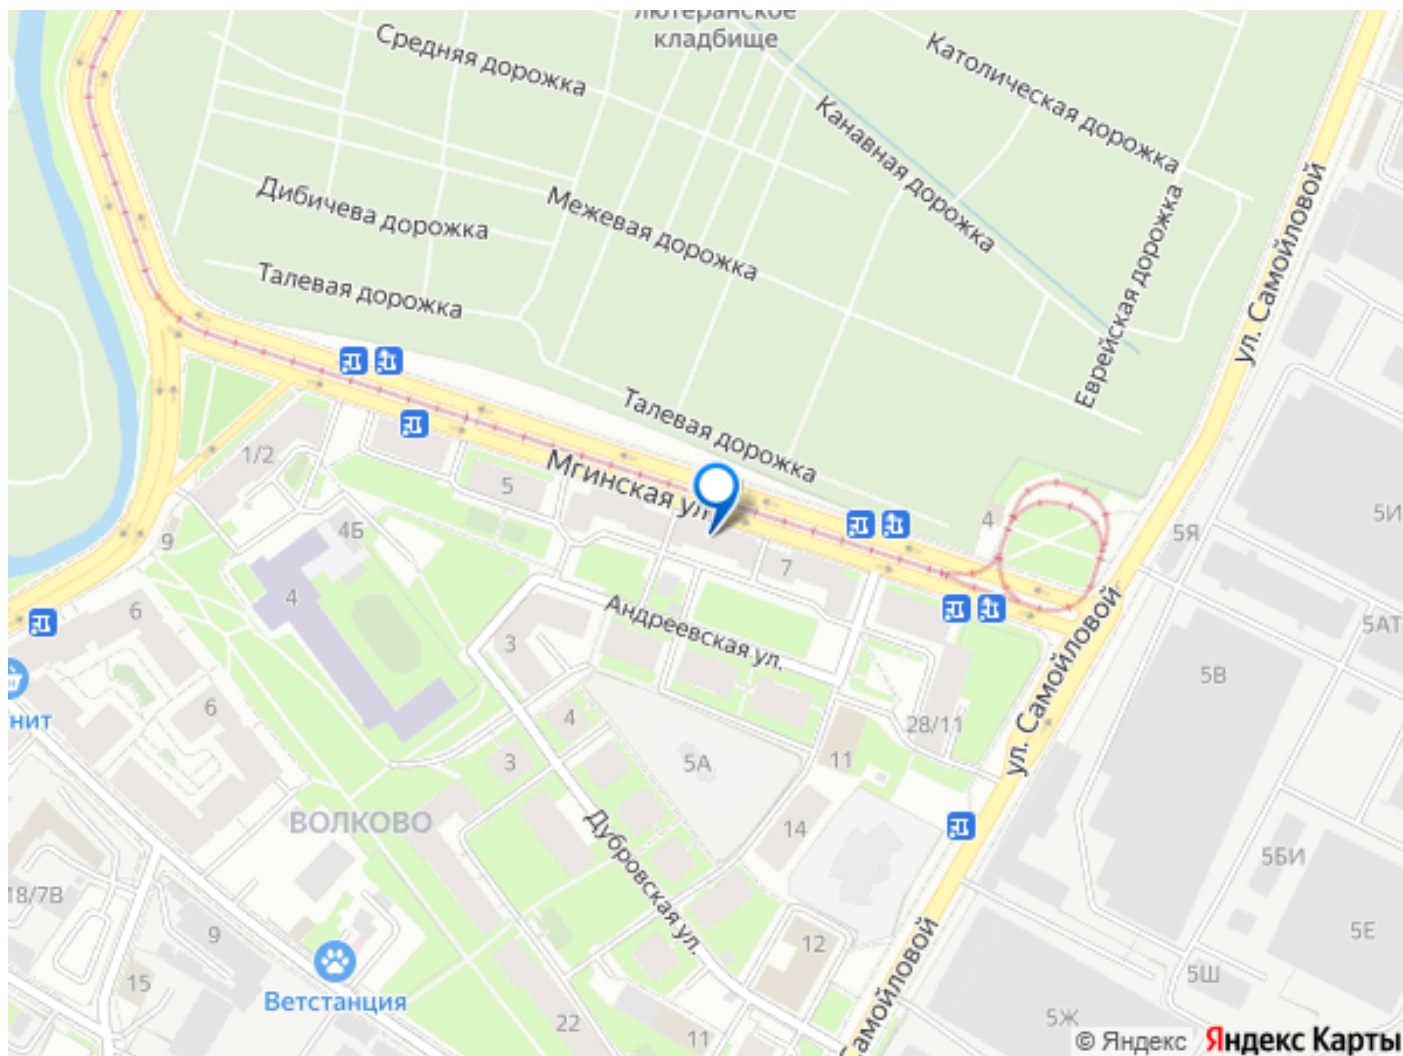 лютеранское
кладбище
Средняя дорожка
Католическая дорожка
Канавная дорожка
Дибичева дорожка
Межевая дорожка
Еврейская дорожка
ул. Самойловой
Талевая дорожка
Талевая дорожка
Мгинская ул.
1/2
5
4Б
9
4
7
4
5Я
5И
6
Андреевская ул.
3
5АТ
5В
6
4
28/11
ул. Самойловой
нит
3
5А
11
ВОЛКОВО
Дубровская ул.
14
5БИ
18/7В
9
12
5Е
15
5Ш
Ветстанция
22
11
Самойловой
5Ж
© Яндекс
Яндекс Карты